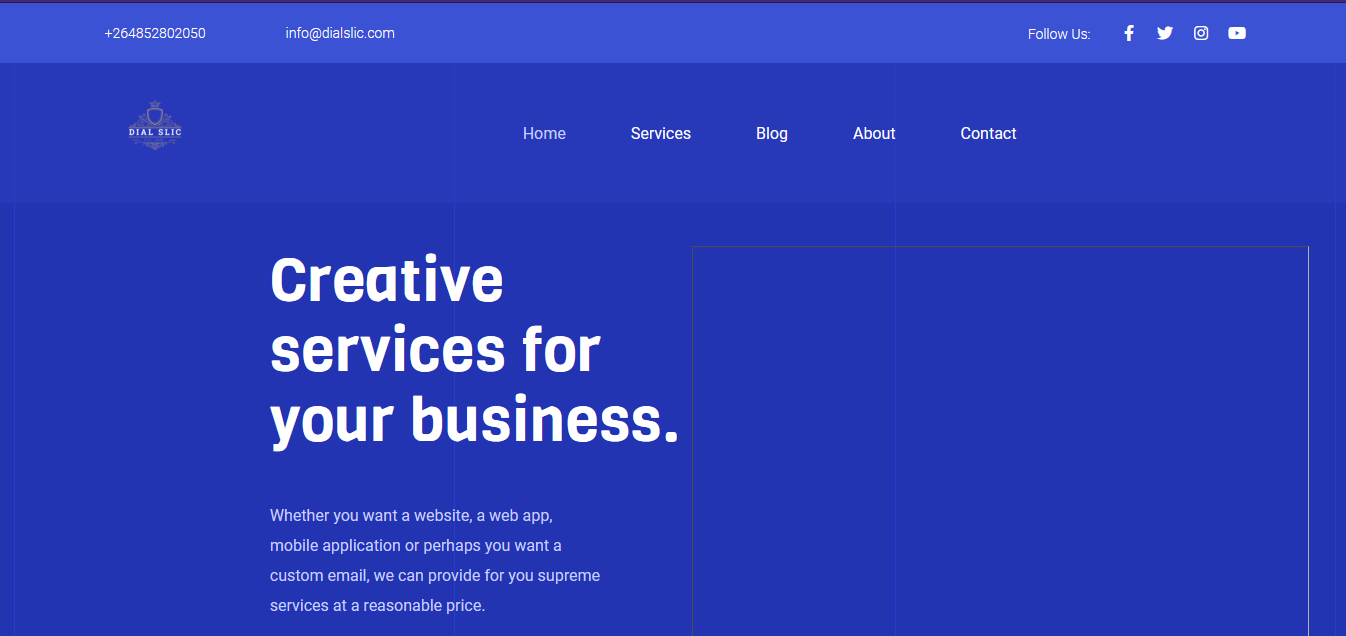 +264852802050
info@dialslic.com
Follow Us:
DIAL SLIC
Home
Services
Blog
About
Contact
Creative
services for
your business.
Whether you want a website, a web app,
mobile application or perhaps you want a
custom email, we can provide for you supreme
services at a reasonable price.